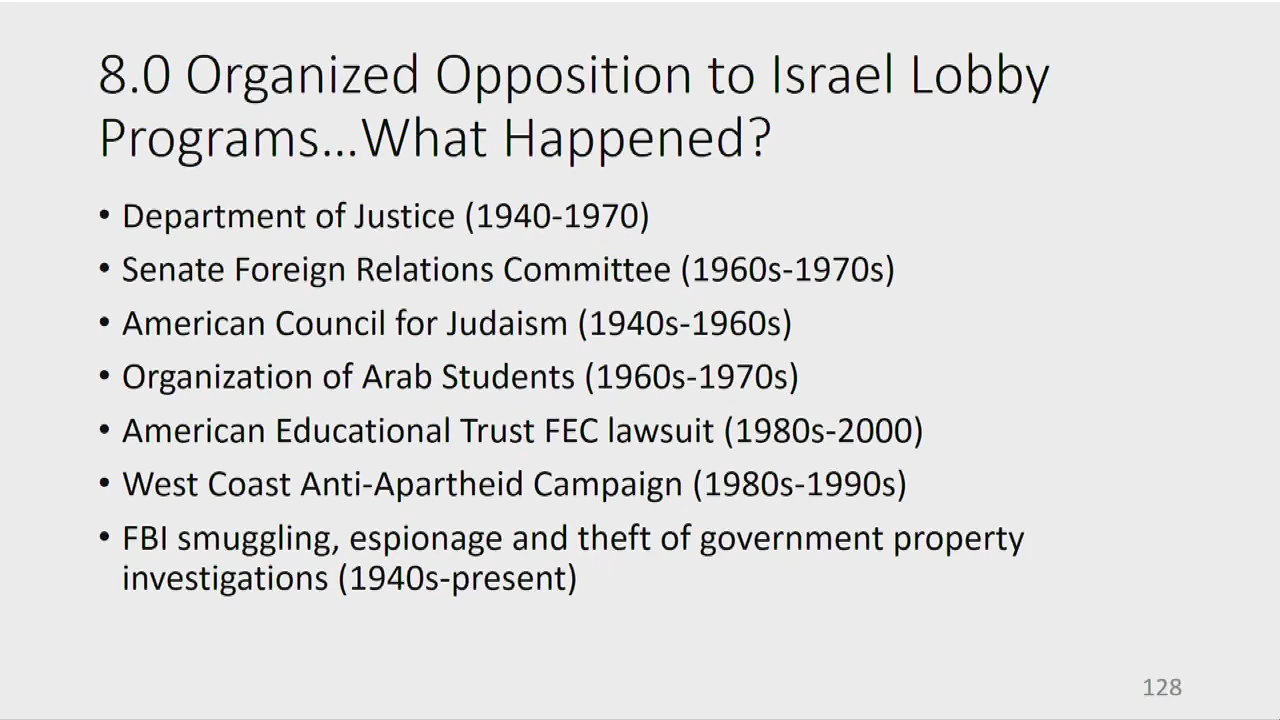 8.0 Organized Opposition to Israel Lobby
Programs...What Happened?
• Department of Justice (1940-1970)
• Senate Foreign Relations Committee (1960s-1970s)
• American Council for Judaism (1940s-1960s)
• Organization of Arab Students (1960s-1970s)
• American Educational Trust FEC lawsuit (1980s-2000)
• West Coast Anti-Apartheid Campaign (1980s-1990s)
• FBI smuggling, espionage and theft of government property
investigations (1940s-present)
128